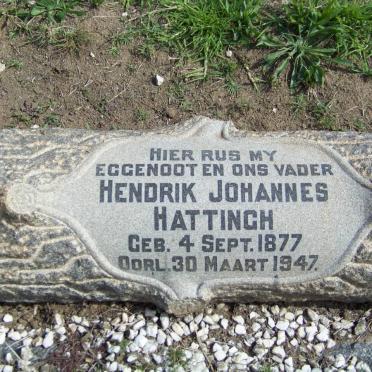 HIER RUS MY
EGGENOOT EN ONS VADER
HENDRIK JOHANNES
HATTINGH
GEB. 4 SEPT. 1877
OORL. 30 MAART 1947.